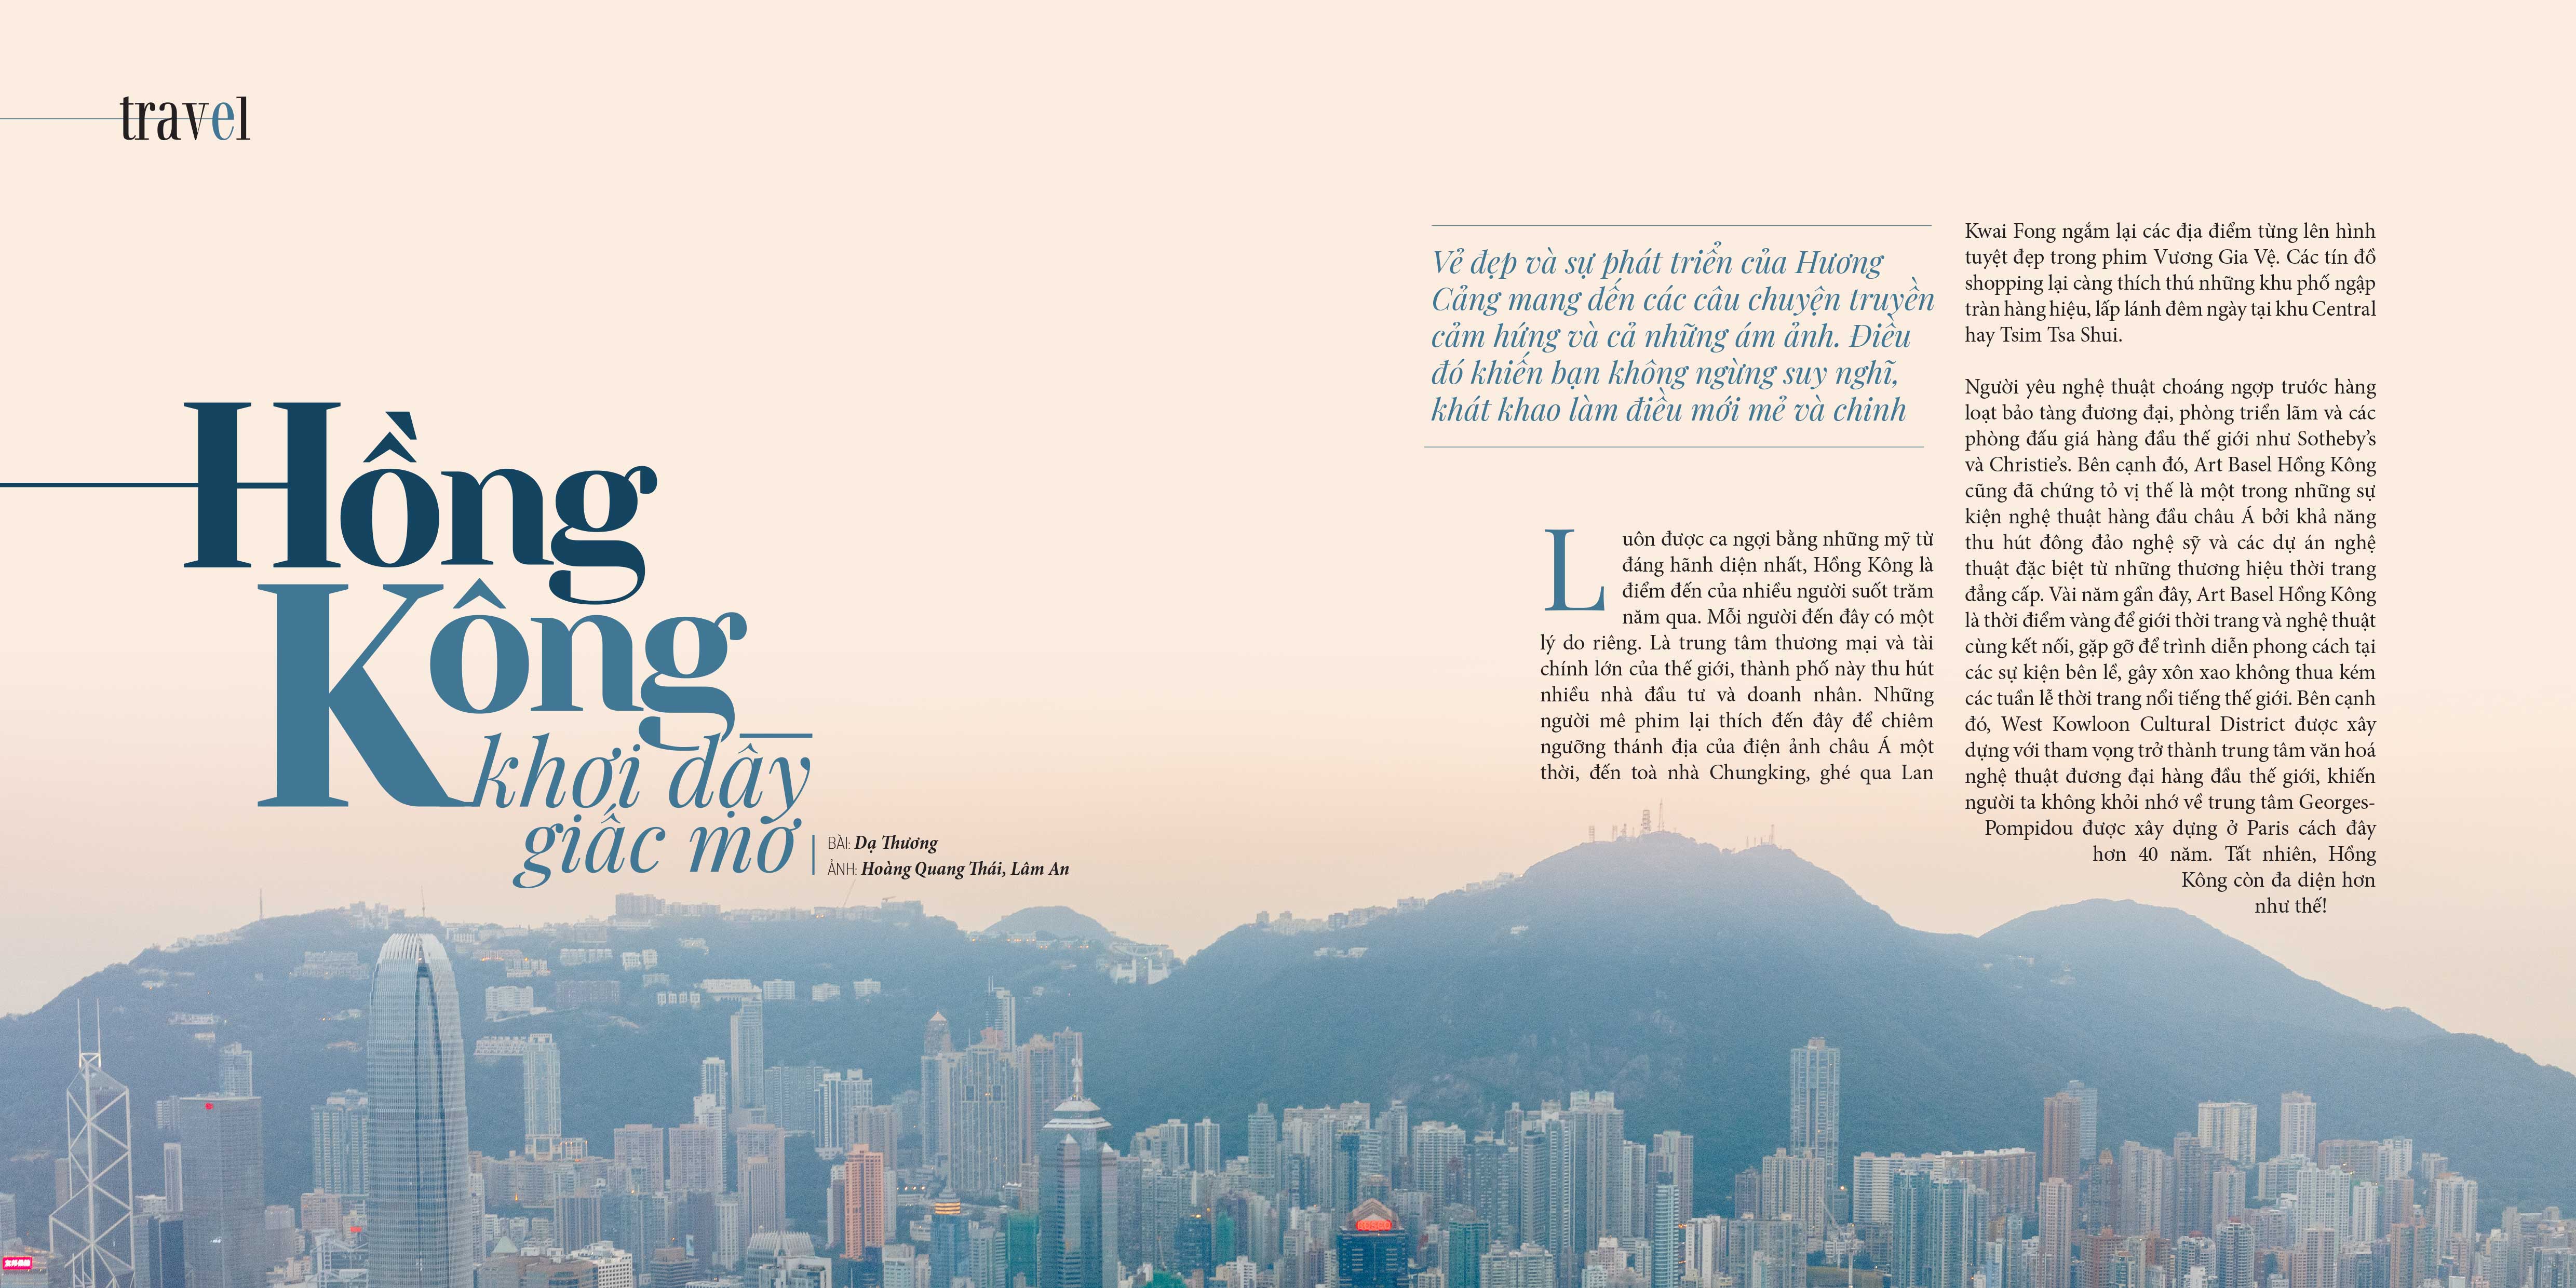 travel
Hồng
Kông
khơi dậy
giấc mơ
BÀI: Dạ Thương
ẢNH: Hoàng Quang Thái, Lâm An
Vẻ đẹp và sự phát triển của Hương
Cảng mang đến các câu chuyện truyền
cảm hứng và cả những ám ảnh. Điều
đó khiến bạn không ngừng suy nghĩ,
khát khao làm điều mới mẻ và chinh
Luôn được ca ngợi bằng những mỹ từ
đáng hãnh diện nhất, Hồng Kông là
điểm đến của nhiều người suốt trăm
năm qua. Mỗi người đến đây có một
lý do riêng. Là trung tâm thương mại và tài
chính lớn của thế giới, thành phố này thu hút
nhiều nhà đầu tư và doanh nhân. Những
người mê phim lại thích đến đây để chiêm
ngưỡng thánh địa của điện ảnh châu Á một
thời, đến toà nhà Chungking, ghé qua Lan
Kwai Fong ngắm lại các địa điểm từng lên hình
tuyệt đẹp trong phim Vương Gia Vệ. Các tín đồ
shopping lại càng thích thú những khu phố ngập
tràn hàng hiệu, lấp lánh đêm ngày tại khu Central
hay Tsim Tsa Shui.
Người yêu nghệ thuật choáng ngợp trước hàng
loạt bảo tàng đương đại, phòng triển lãm và các
phòng đấu giá hàng đầu thế giới như Sotheby’s
và Christie’s. Bên cạnh đó, Art Basel Hồng Kông
cũng đã chứng tỏ vị thế là một trong những sự
kiện nghệ thuật hàng đầu châu Á bởi khả năng
thu hút đông đảo nghệ sỹ và các dự án nghệ
thuật đặc biệt từ những thương hiệu thời trang
đẳng cấp. Vài năm gần đây, Art Basel Hồng Kông
là thời điểm vàng để giới thời trang và nghệ thuật
cùng kết nối, gặp gỡ để trình diễn phong cách tại
các sự kiện bên lề, gây xôn xao không thua kém
các tuần lễ thời trang nổi tiếng thế giới. Bên cạnh
đó, West Kowloon Cultural District được xây
dựng với tham vọng trở thành trung tâm văn hoá
nghệ thuật đương đại hàng đầu thế giới, khiến
người ta không khỏi nhớ về trung tâm Georges-
Pompidou được xây dựng ở Paris cách đây
hơn 40 năm. Tất nhiên, Hồng
Kông còn đa diện hơn
như thế!